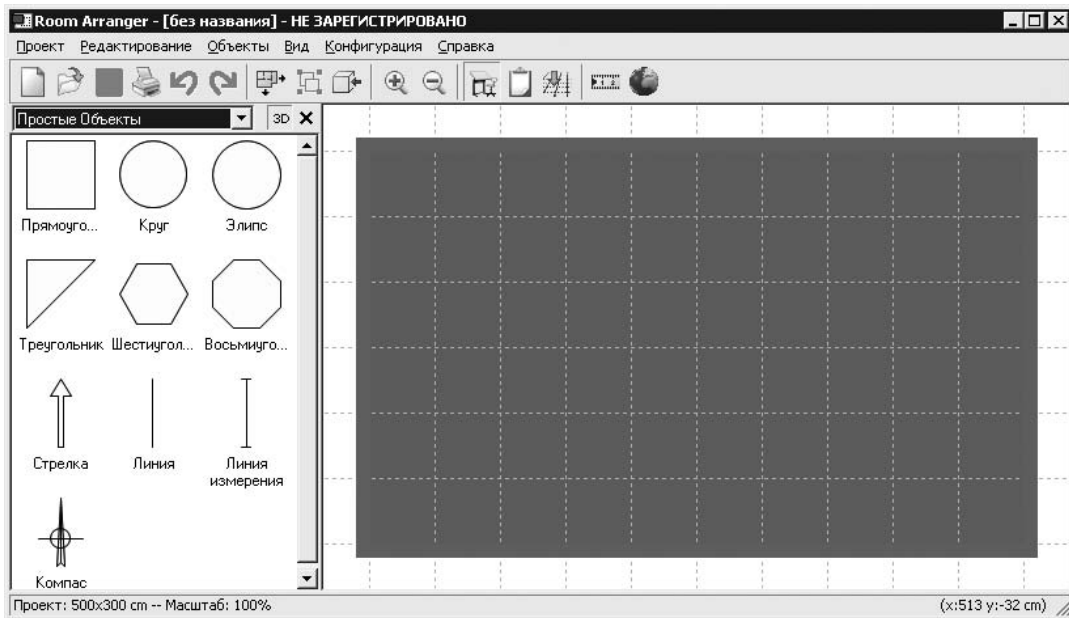 Room Arranger - [без названия] - НЕ ЗАРЕГИСТРИРОВАНО
Проект Редактирование Объекты Вид Конфигурация Справка
Простые Объекты 3D
Прямоуго... Круг Элипс
Треугольник Шестиугол... Восьмиуго...
Стрелка Линия Линия
измерения
Компас
Проект: 500x300 cm -- Масштаб: 100% (x:513 y:-32 cm)